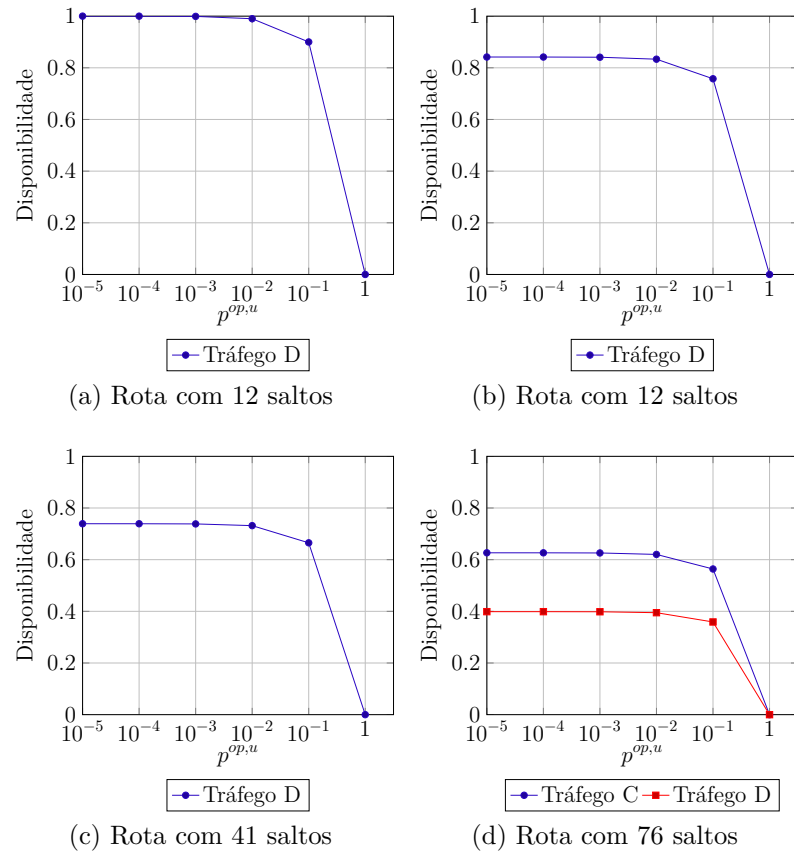 1
0.8
0.6
0.4
0.2
0
Disponibilidade
10⁻⁵ 10⁻⁴ 10⁻³ 10⁻² 10⁻¹ 1
p^{op,u}
Tráfego D
(a) Rota com 12 saltos
1
0.8
0.6
0.4
0.2
0
Disponibilidade
10⁻⁵ 10⁻⁴ 10⁻³ 10⁻² 10⁻¹ 1
p^{op,u}
Tráfego D
(b) Rota com 12 saltos
1
0.8
0.6
0.4
0.2
0
Disponibilidade
10⁻⁵ 10⁻⁴ 10⁻³ 10⁻² 10⁻¹ 1
p^{op,u}
Tráfego D
(c) Rota com 41 saltos
1
0.8
0.6
0.4
0.2
0
Disponibilidade
10⁻⁵ 10⁻⁴ 10⁻³ 10⁻² 10⁻¹ 1
p^{op,u}
Tráfego C Tráfego D
(d) Rota com 76 saltos